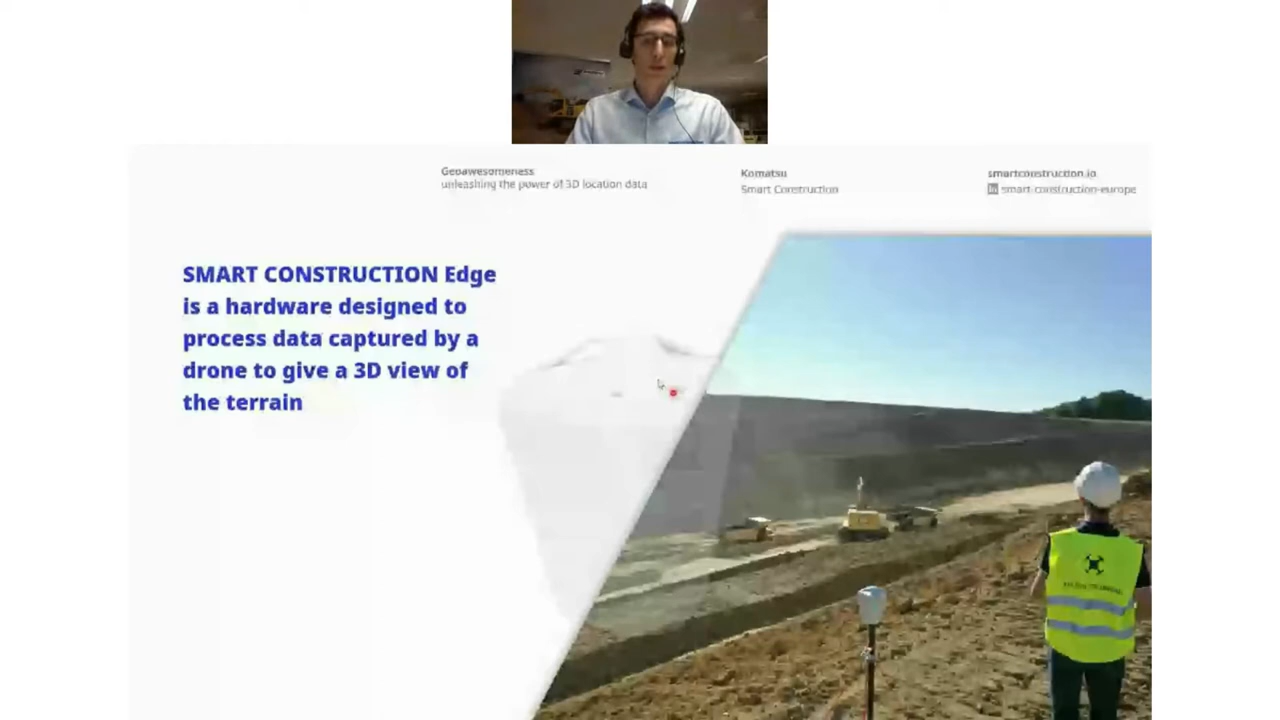 Geoawesomeness
unleashing the power of 3D location data
Komatsu
Smart Construction
smartconstruction.io
in smart-construction-europe
SMART CONSTRUCTION Edge
is a hardware designed to
process data captured by a
drone to give a 3D view of
the terrain